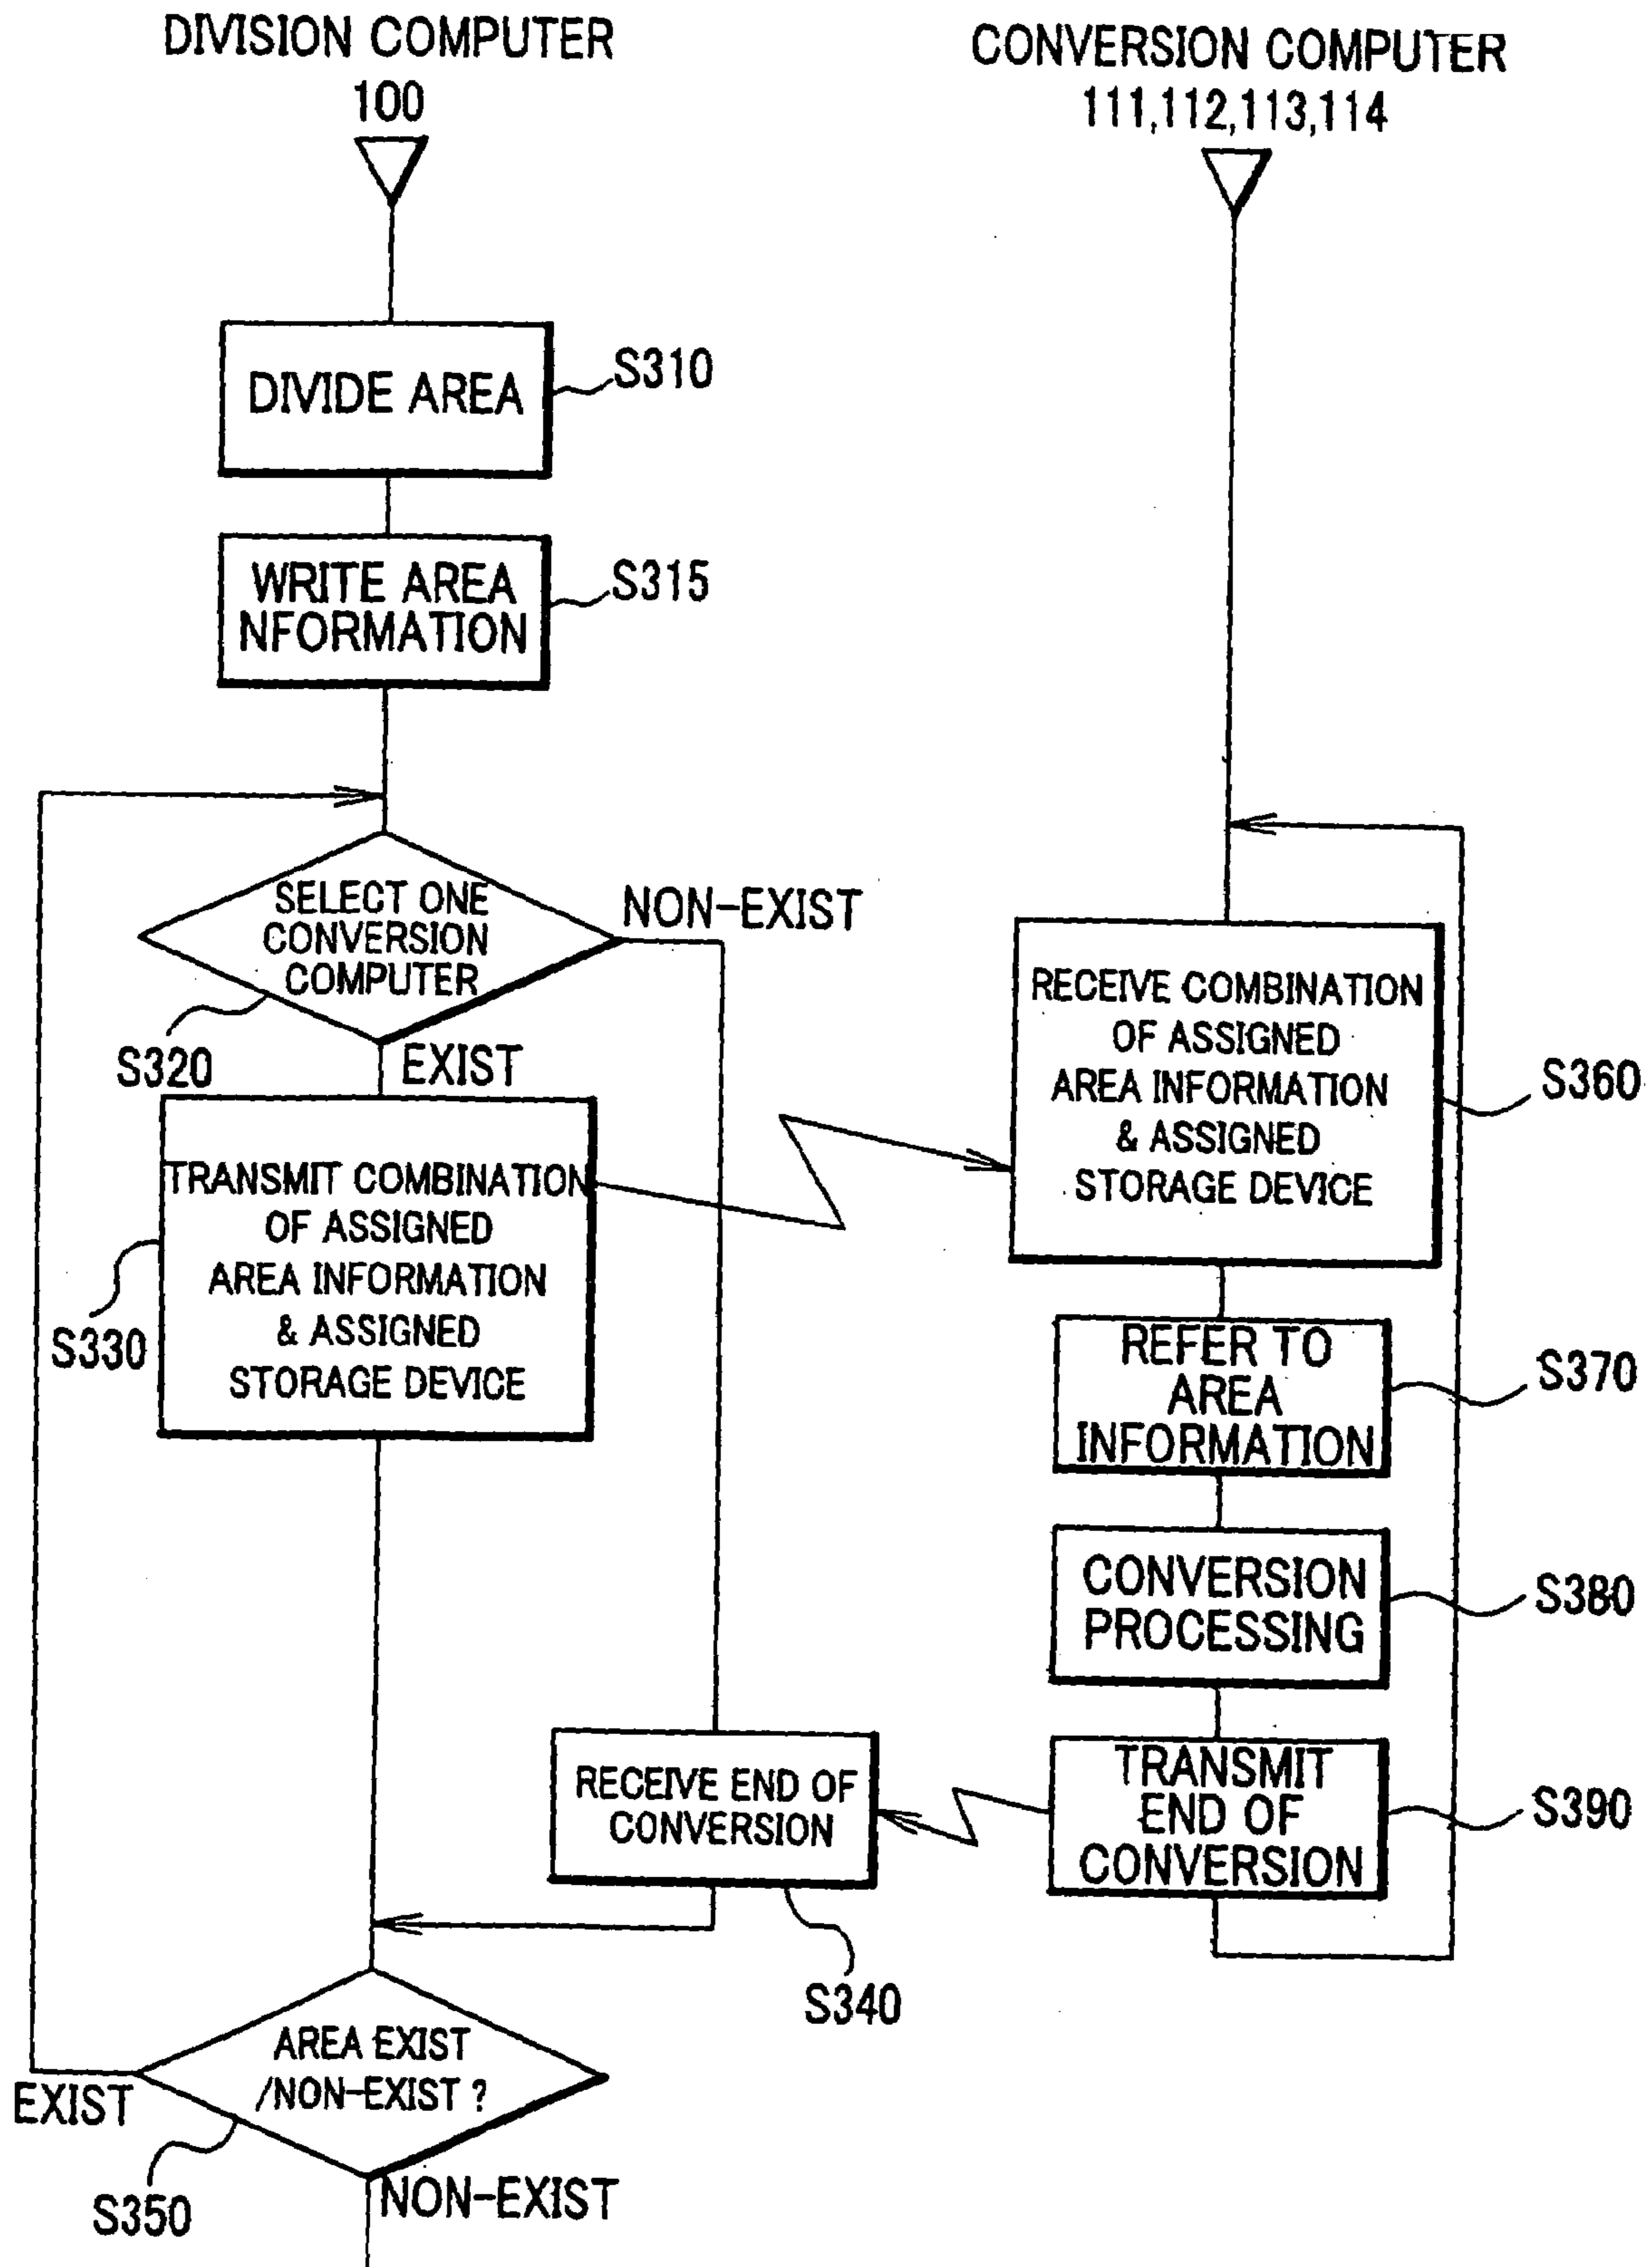 DIVISION COMPUTER
100
CONVERSION COMPUTER
111,112,113,114
DIVIDE AREA
S310
WRITE AREA
NFORMATION
S315
SELECT ONE
CONVERSION
COMPUTER
NON-EXIST
S320
EXIST
TRANSMIT COMBINATION
OF ASSIGNED
AREA INFORMATION
& ASSIGNED
STORAGE DEVICE
S330
RECEIVE COMBINATION
OF ASSIGNED
AREA INFORMATION
& ASSIGNED
STORAGE DEVICE
S360
REFER TO
AREA
INFORMATION
S370
CONVERSION
PROCESSING
S380
TRANSMIT
END OF
CONVERSION
S390
RECEIVE END OF
CONVERSION
S340
AREA EXIST
/NON-EXIST ?
EXIST
S350
NON-EXIST